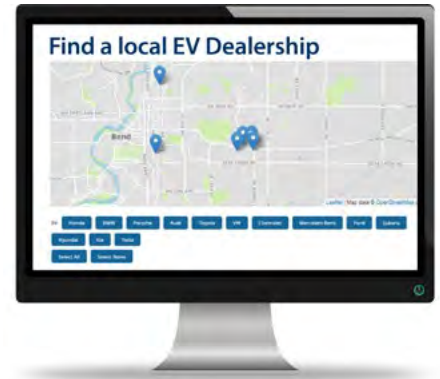 Find a local EV Dealership
Bend
Leaflet | Map data © OpenStreetMap
Honda BMW Porsche Audi Toyota VW Chevrolet Mercedes-Benz Ford Subaru
Hyundai Kia Tesla
Select All Select None